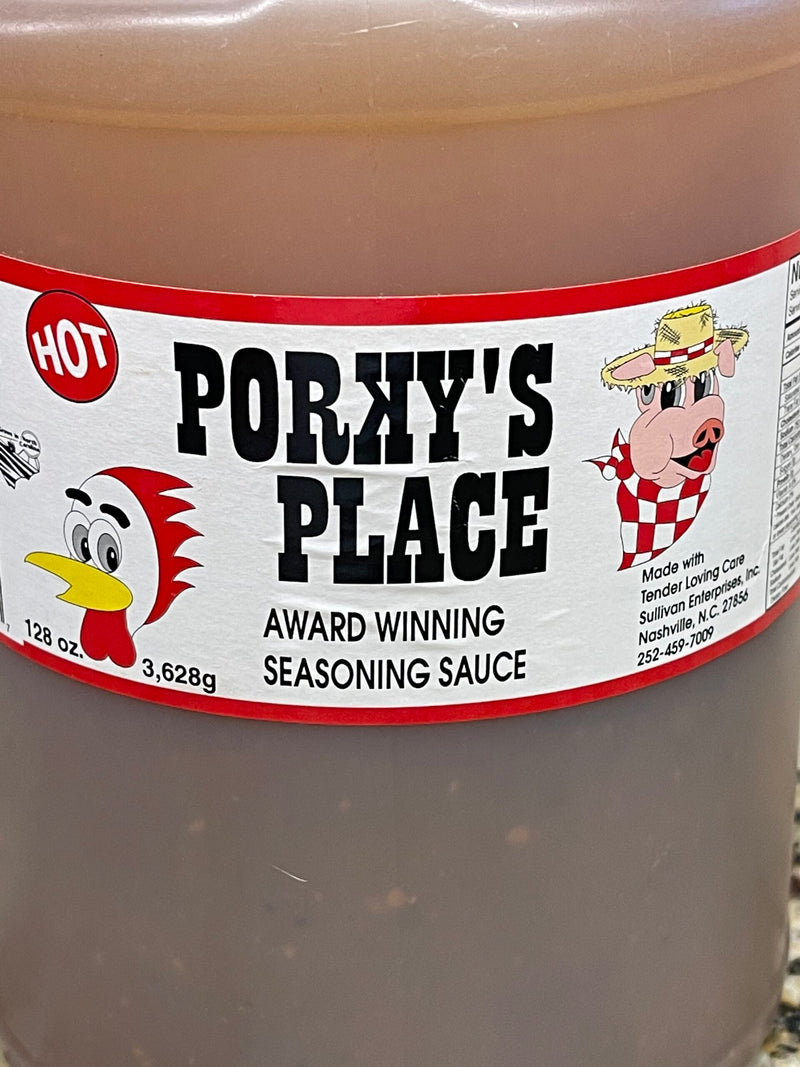 HOT
PORKY'S
PLACE
AWARD WINNING
SEASONING SAUCE
128 oz.
3,628g
Made with
Tender Loving Care
Sullivan Enterprises, Inc.
Nashville, N.C. 27856
252-459-7009